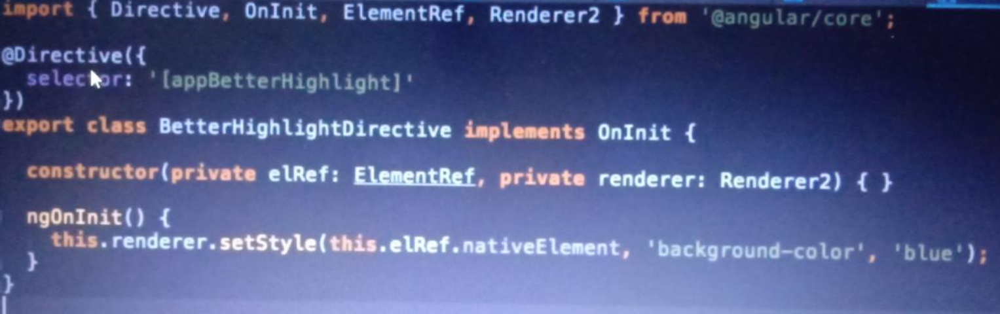 import { Directive, OnInit, ElementRef, Renderer2 } from '@angular/core';
@Directive({
selector: '[appBetterHighlight]'
})
export class BetterHighlightDirective implements OnInit {
constructor(private elRef: ElementRef, private renderer: Renderer2) { }
ngOnInit() {
this.renderer.setStyle(this.elRef.nativeElement, 'background-color', 'blue');
}
}